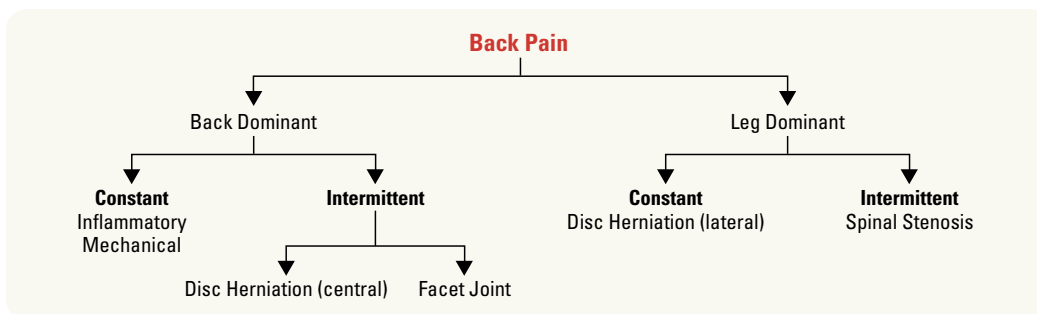 Back Pain
Back Dominant
Leg Dominant
Constant
Inflammatory
Mechanical
Intermittent
Constant
Disc Herniation (lateral)
Intermittent
Spinal Stenosis
Disc Herniation (central)
Facet Joint